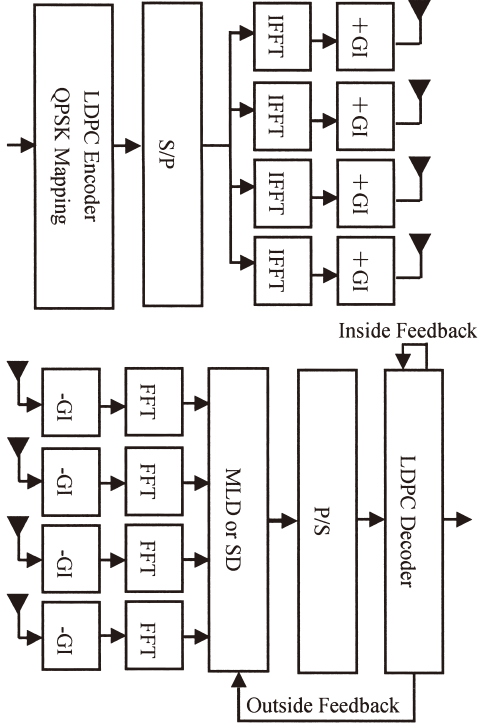 LDPC Encoder
QPSK Mapping
S/P
IFFT
+GI
IFFT
+GI
IFFT
+GI
IFFT
+GI
Inside Feedback
-GI
FFT
-GI
FFT
-GI
FFT
-GI
FFT
MLD or SD
P/S
LDPC Decoder
Outside Feedback